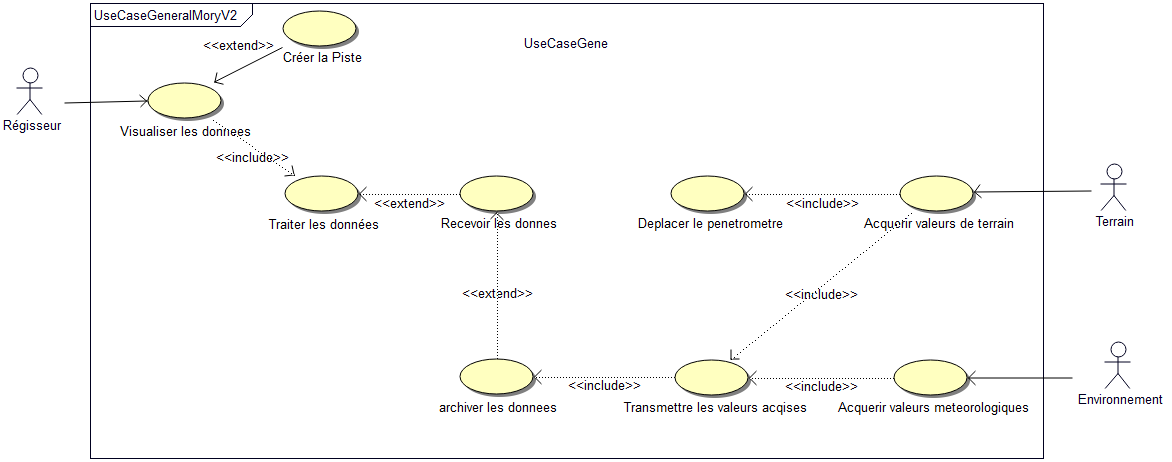 UseCaseGeneralMoryV2
UseCaseGene
<<extend>>
Créer la Piste
Régisseur
Visualiser les donnees
<<include>>
Traiter les données
<<extend>>
Recevoir les donnes
Deplacer le penetrometre
<<include>>
Acquerir valeurs de terrain
Terrain
<<extend>>
<<include>>
archiver les donnees
<<include>>
Transmettre les valeurs acqises
<<include>>
Acquerir valeurs meteorologiques
Environnement